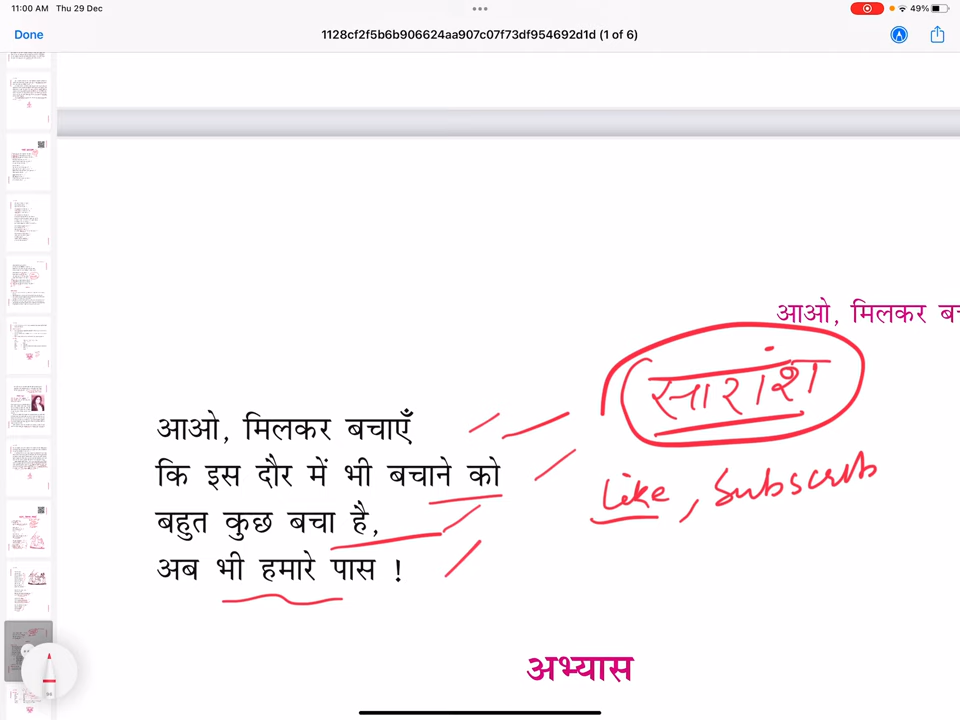 11:00 AM Thu 29 Dec
49%
Done
1128cf2f5b6b906624aa907c07f73df954692d1d (1 of 6)
आओ, मिलकर ब
सारांश
आओ, मिलकर बचाएँ
कि इस दौर में भी बचाने को
Like, Subscrib
बहुत कुछ बचा है,
अब भी हमारे पास !
अभ्यास